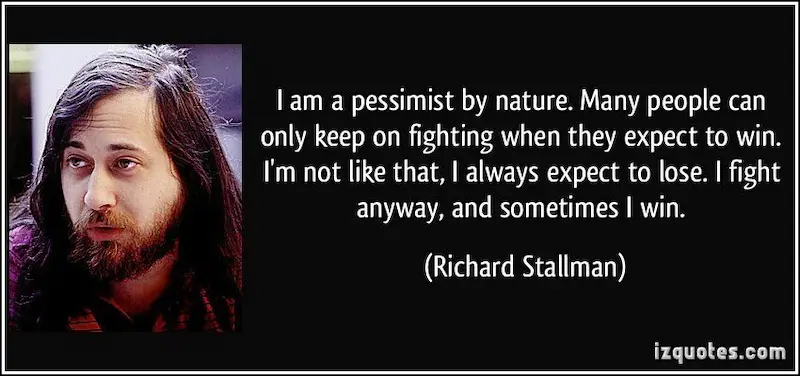 I am a pessimist by nature. Many people can
only keep on fighting when they expect to win.
I'm not like that, I always expect to lose. I fight
anyway, and sometimes I win.
(Richard Stallman)
izquotes.com